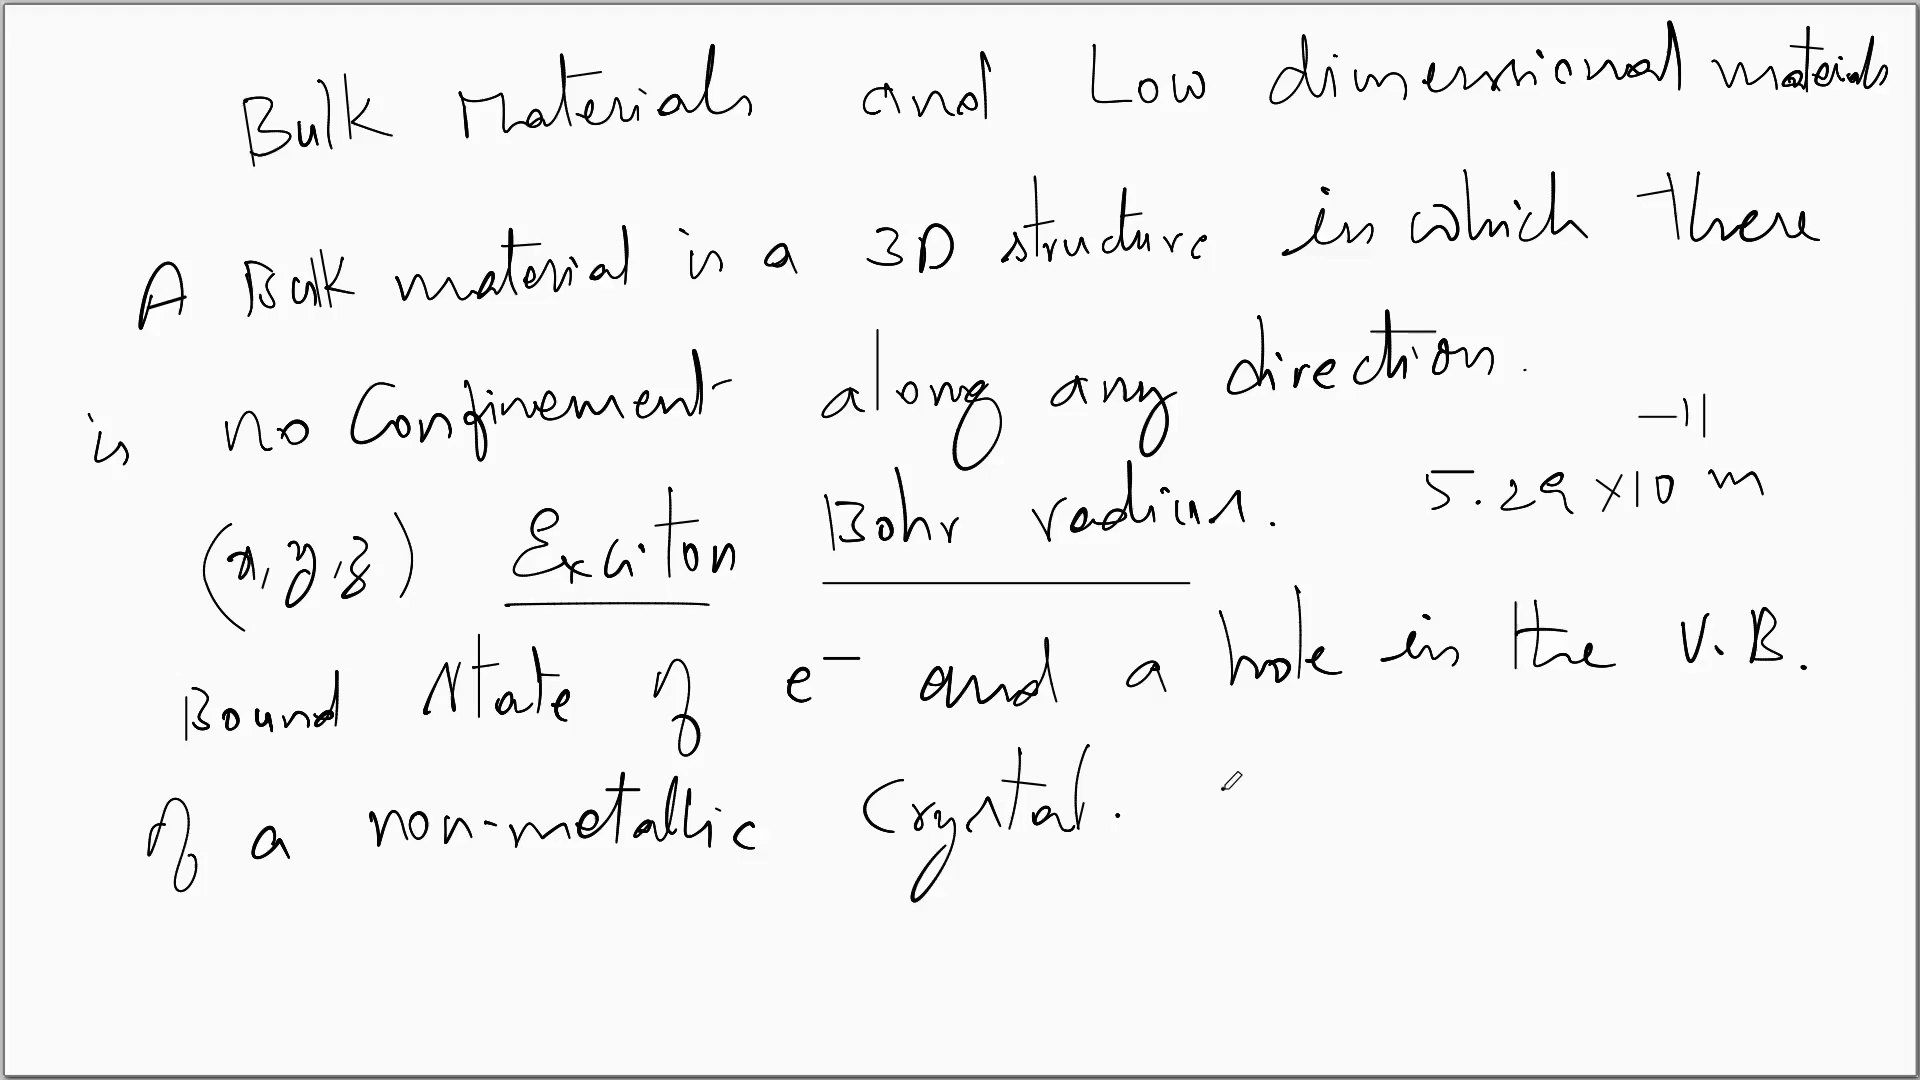 Bulk Materials and Low dimensional materials
A Bulk material is a 3D structure in which there
is no Confinement along any direction.
(x, y, z) Exciton Bohr radius. 5.29 × 10⁻¹¹ m
Bound state of e⁻ and a hole in the V.B.
of a non-metallic Crystal.